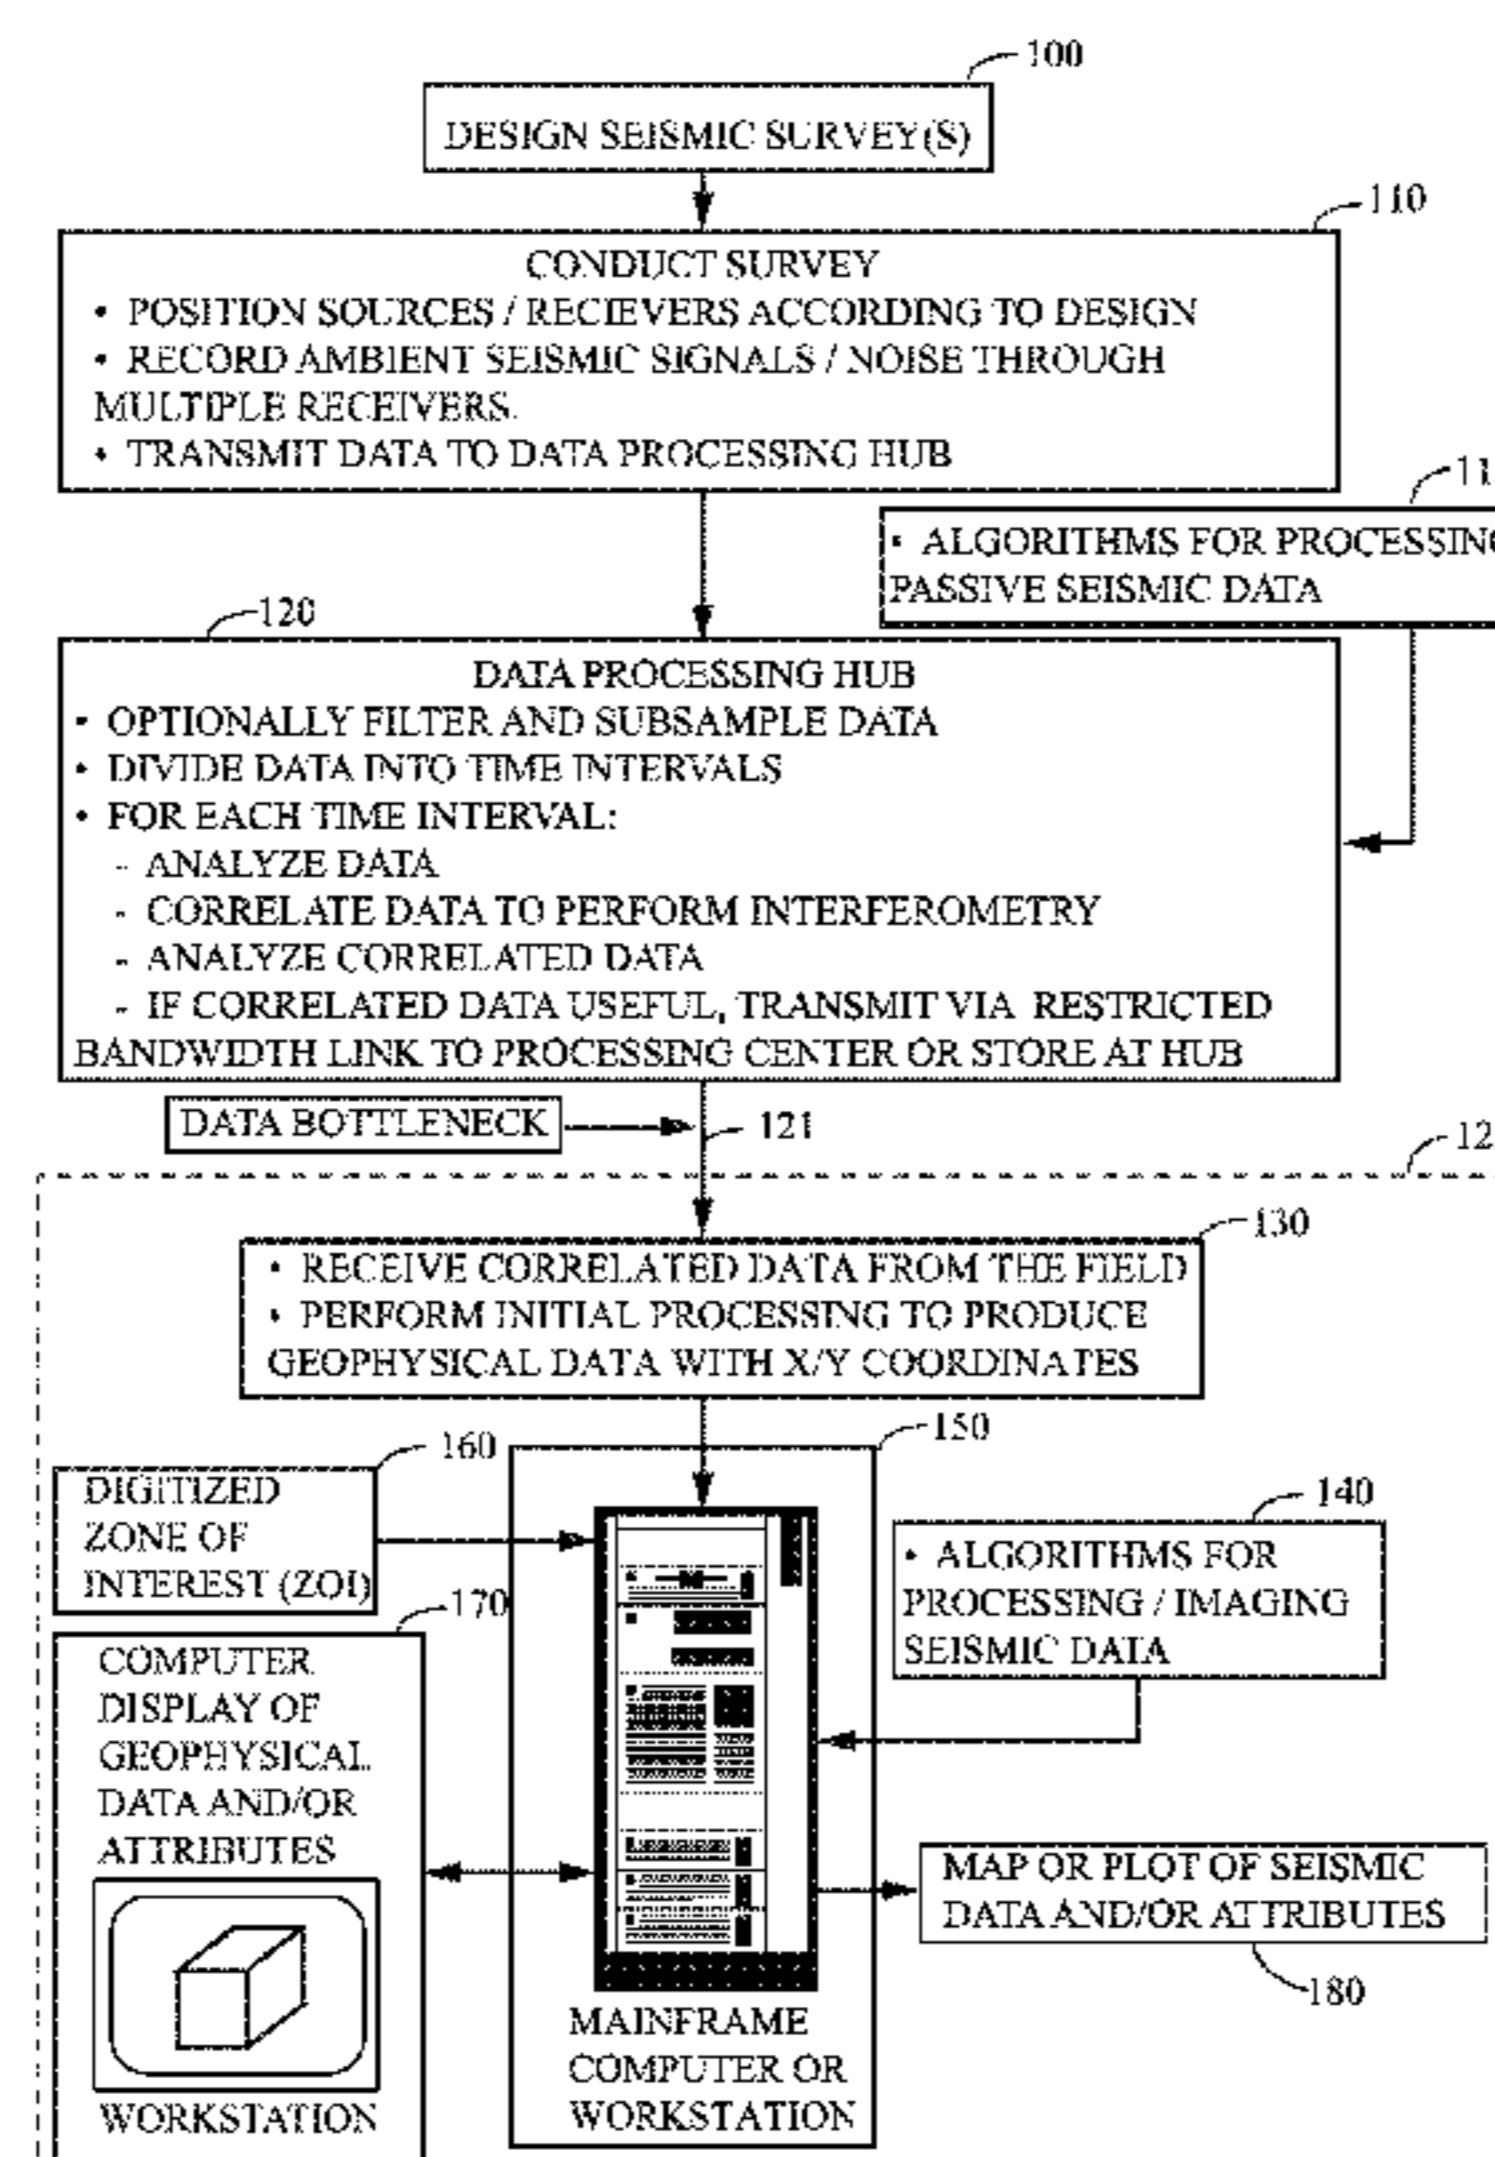 100
DESIGN SEISMIC SURVEY(S)
110
CONDUCT SURVEY
• POSITION SOURCES / RECIEVERS ACCORDING TO DESIGN
• RECORD AMBIENT SEISMIC SIGNALS / NOISE THROUGH
MULTIPLE RECEIVERS.
• TRANSMIT DATA TO DATA PROCESSING HUB
11
• ALGORITHMS FOR PROCESSING
PASSIVE SEISMIC DATA
120
DATA PROCESSING HUB
• OPTIONALLY FILTER AND SUBSAMPLE DATA
• DIVIDE DATA INTO TIME INTERVALS
• FOR EACH TIME INTERVAL:
- ANALYZE DATA
- CORRELATE DATA TO PERFORM INTERFEROMETRY
- ANALYZE CORRELATED DATA
- IF CORRELATED DATA USEFUL, TRANSMIT VIA RESTRICTED
BANDWIDTH LINK TO PROCESSING CENTER OR STORE AT HUB
DATA BOTTLENECK
121
12
130
• RECEIVE CORRELATED DATA FROM THE FIELD
• PERFORM INITIAL PROCESSING TO PRODUCE
GEOPHYSICAL DATA WITH X/Y COORDINATES
150
160
DIGITIZED
ZONE OF
INTEREST (ZOI)
140
• ALGORITHMS FOR
PROCESSING / IMAGING
SEISMIC DATA
170
COMPUTER
DISPLAY OF
GEOPHYSICAL
DATA AND/OR
ATTRIBUTES
WORKSTATION
MAP OR PLOT OF SEISMIC
DATA AND/OR ATTRIBUTES
180
MAINFRAME
COMPUTER OR
WORKSTATION